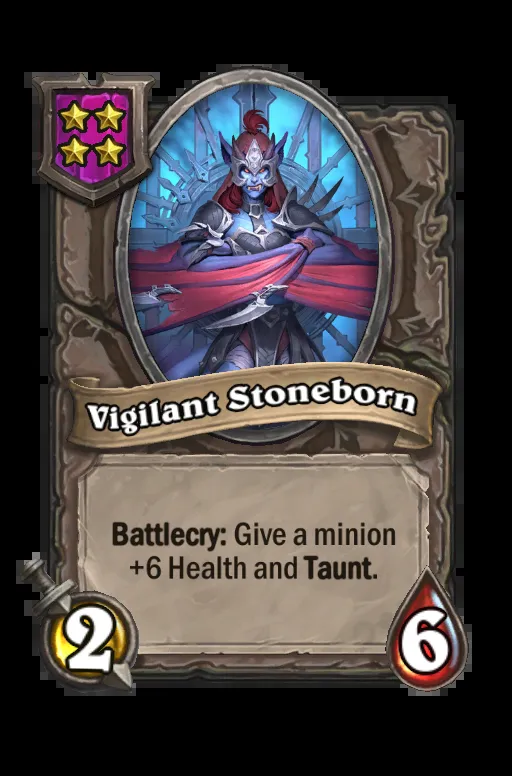 Vigilant Stoneborn
Battlecry: Give a minion
+6 Health and Taunt.
2
6